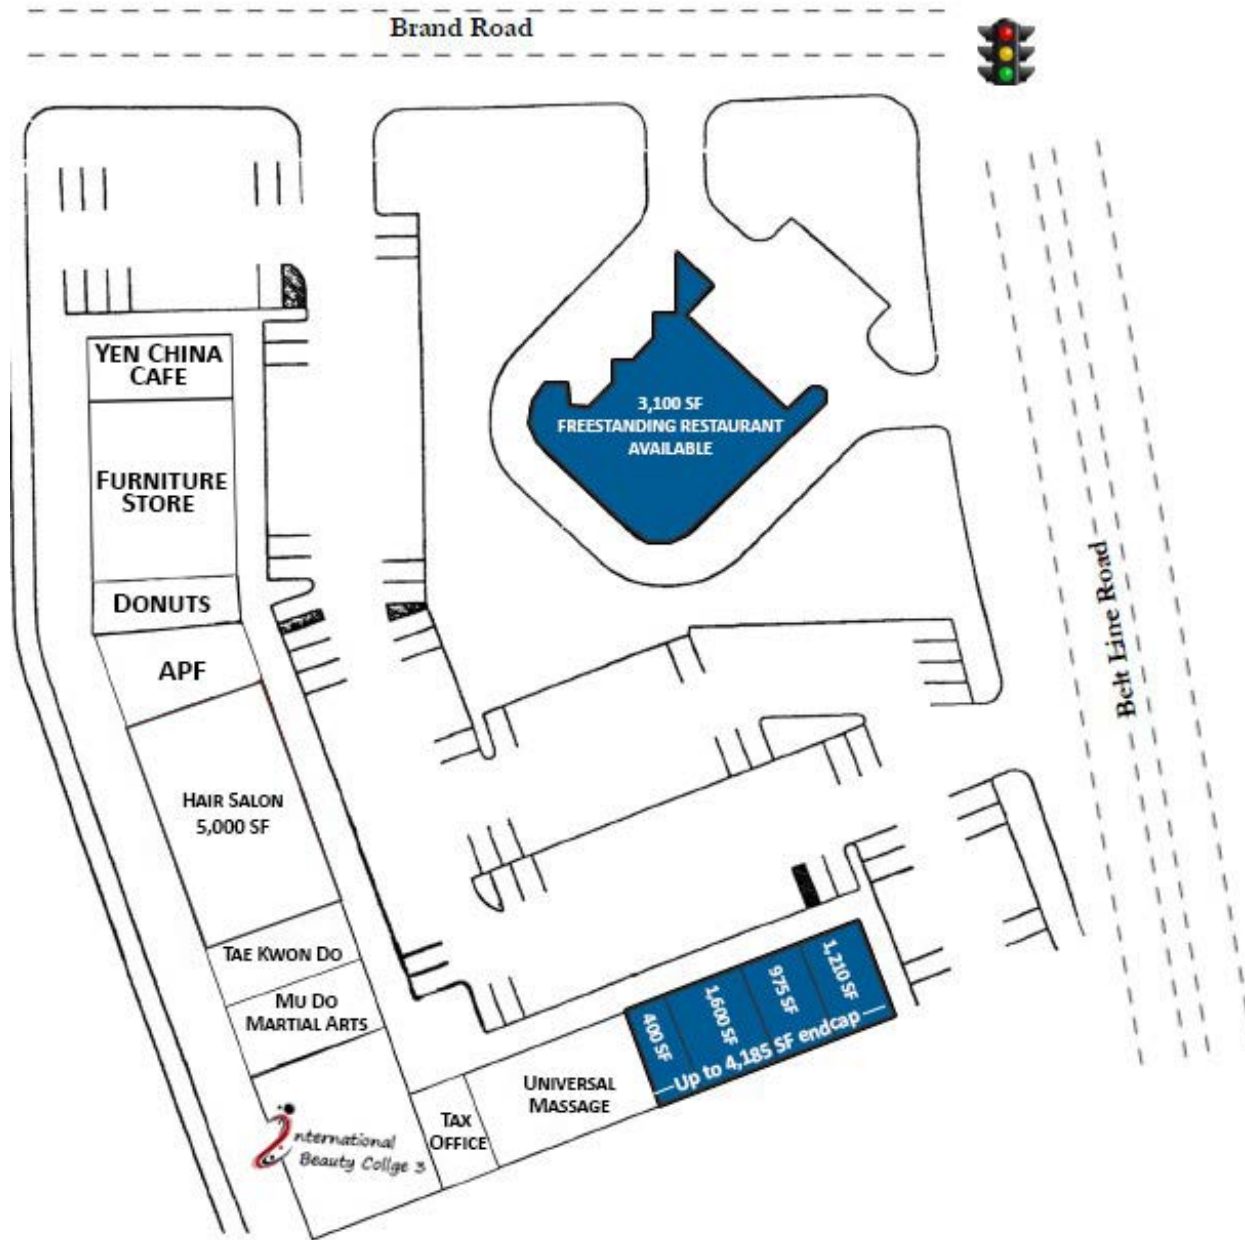 Brand Road
YEN CHINA
CAFE
3,100 SF
FREESTANDING RESTAURANT
AVAILABLE
FURNITURE
STORE
DONUTS
APF
Belt Line Road
HAIR SALON
5,000 SF
TAE KWON DO
MU DO
MARTIAL ARTS
400 SF
1,600 SF
975 SF
1,210 SF
Up to 4,185 SF endcap
UNIVERSAL
MASSAGE
TAX
OFFICE
international
Beauty Collge 3